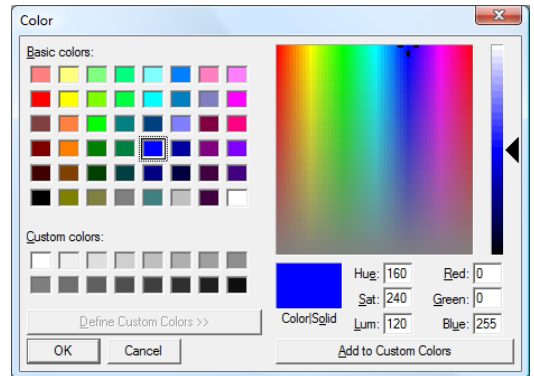 Color
Basic colors:
Custom colors:
Define Custom Colors >>
OK
Cancel
Color|Solid
Hue: 160
Sat: 240
Lum: 120
Red: 0
Green: 0
Blue: 255
Add to Custom Colors